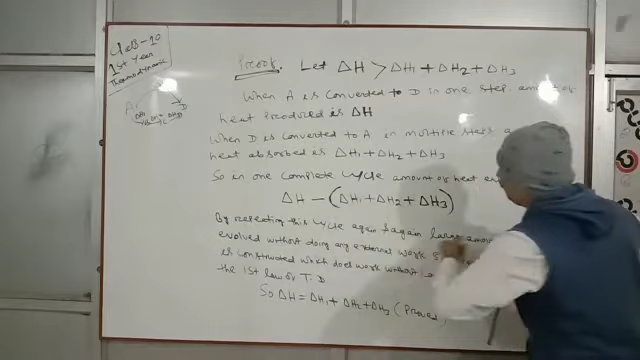 LeB-10
1st Year
Thermodynamic
Proof. Let ΔH > ΔH1 + ΔH2 + ΔH3
When A is converted to D in one step amount of
heat Produced is ΔH
When D is converted to A in multiple steps a
heat absorbed is ΔH1 + ΔH2 + ΔH3
So in one complete cycle amount of heat
ΔH - (ΔH1 + ΔH2 + ΔH3)
By repeating this cycle again & again large amou
evolved without doing any external work
is constructed which does work without
the 1st law of T.D
So ΔH = ΔH1 + ΔH2 + ΔH3 (Proved